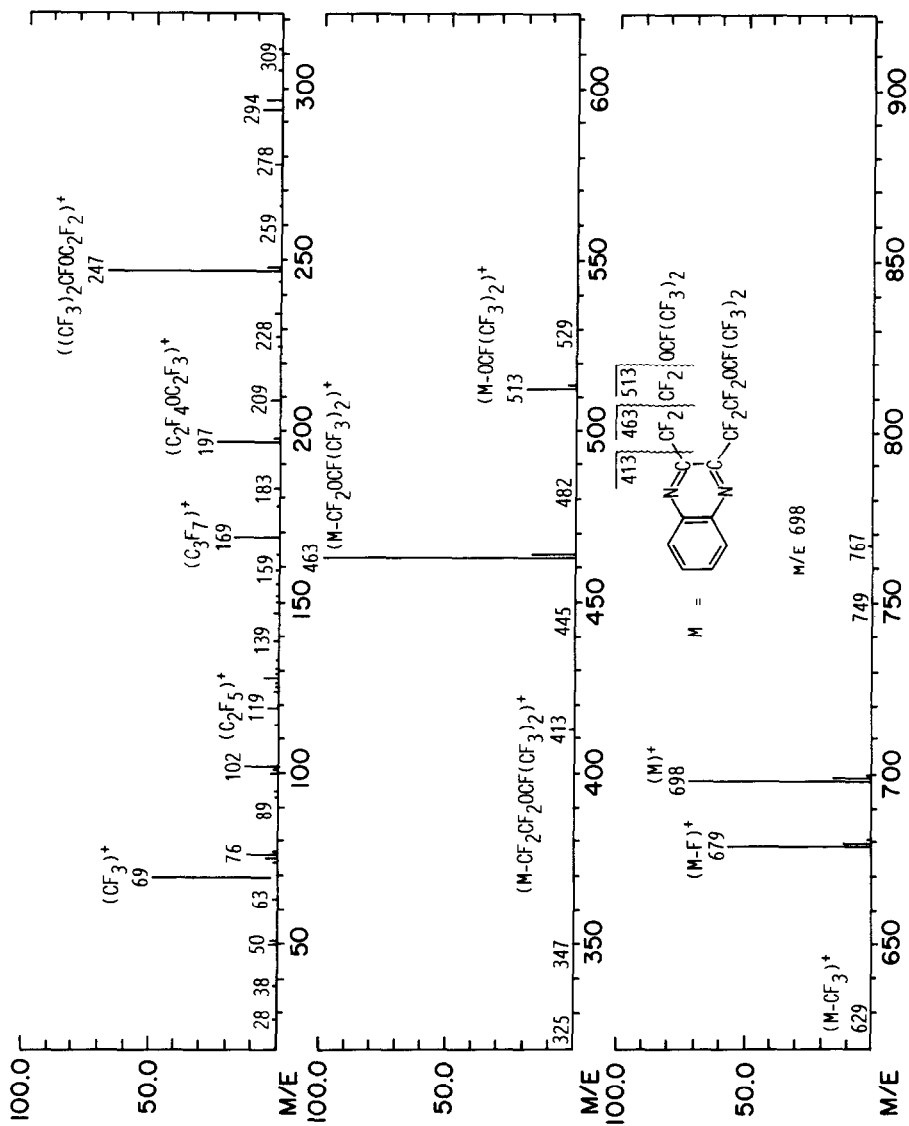 100.0
50.0
M/E
28
38
50
63
(CF3)+
69
76
89
102
(C2F5)+
119
139
159
(C3F7)+
169
183
(C2F4OC2F3)+
197
209
228
((CF3)2CFOC2F2)+
247
259
278
294
309
50
100
150
200
250
300
100.0
50.0
M/E
325
347
(M-CF2CF2OCF(CF3)2)+
413
445
463
(M-CF2OCF(CF3)2)+
482
(M-OCF(CF3)2)+
513
529
350
400
450
500
550
600
100.0
50.0
M/E
(M-CF3)+
629
(M-F)+
679
(M)+
698
749
767
M =
413 463 513
CF2 CF2 OCF(CF3)2
N C
N C
CF2CF2OCF(CF3)2
M/E 698
650
700
750
800
850
900